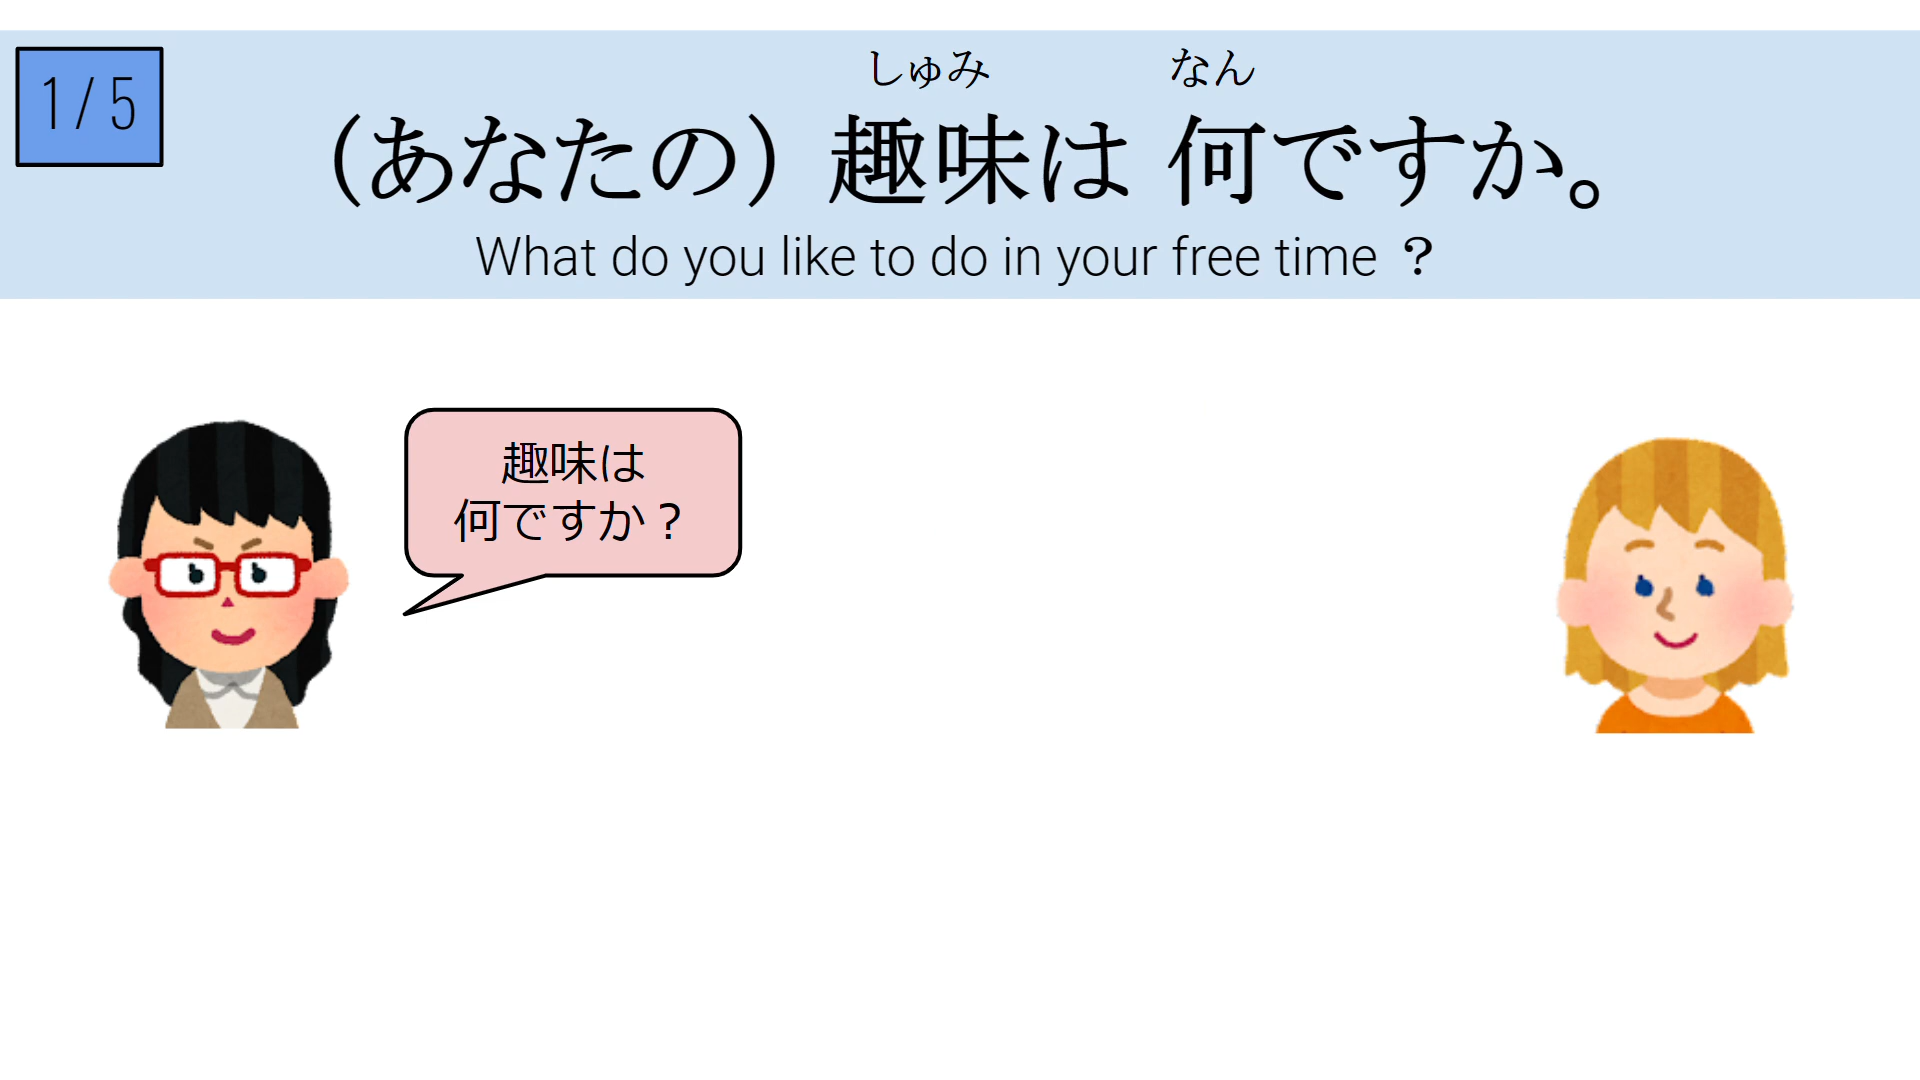 1/5
しゅみ なん
（あなたの）趣味は 何ですか。
What do you like to do in your free time ？
趣味は
何ですか？